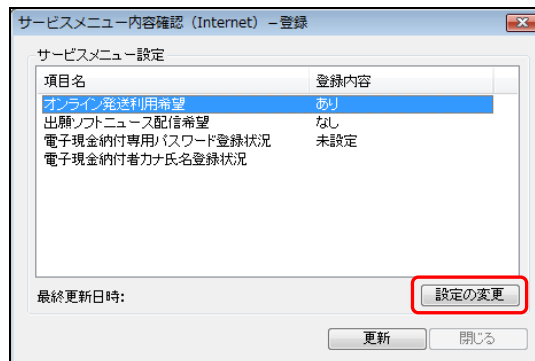 サービスメニュー内容確認（Internet）－登録
サービスメニュー設定
項目名 登録内容
オンライン発送利用希望 あり
出願ソフトニュース配信希望 なし
電子現金納付専用パスワード登録状況 未設定
電子現金納付者カナ氏名登録状況
最終更新日時: 設定の変更
更新 閉じる